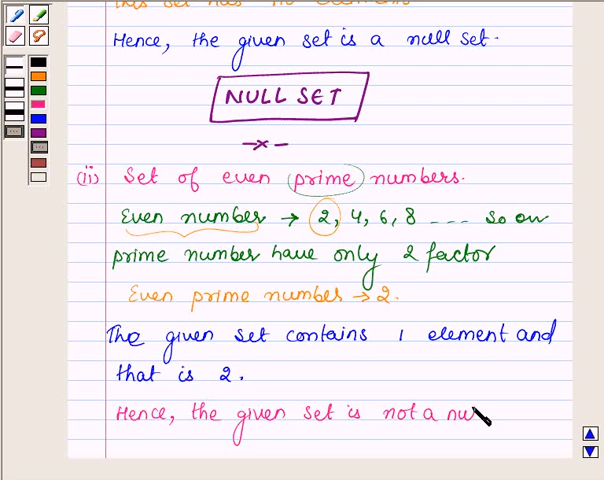 Hence, the given set is a null set.
NULL SET
-x-
(ii) Set of even prime numbers.
Even number → 2, 4, 6, 8 ---- so on
prime number have only 2 factor
Even prime number → 2.
The given set contains 1 element and
that is 2.
Hence, the given set is not a nu